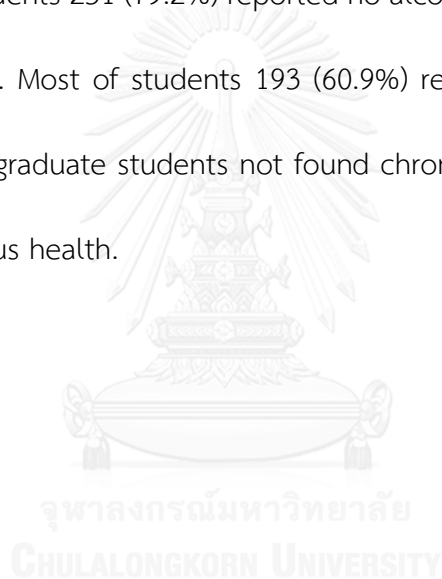 dents 251 (79.2%) reported no alco
. Most of students 193 (60.9%) re
graduate students not found chron
us health.
จุฬาลงกรณ์มหาวิทยาลัย
CHULALONGKORN UNIVERSITY